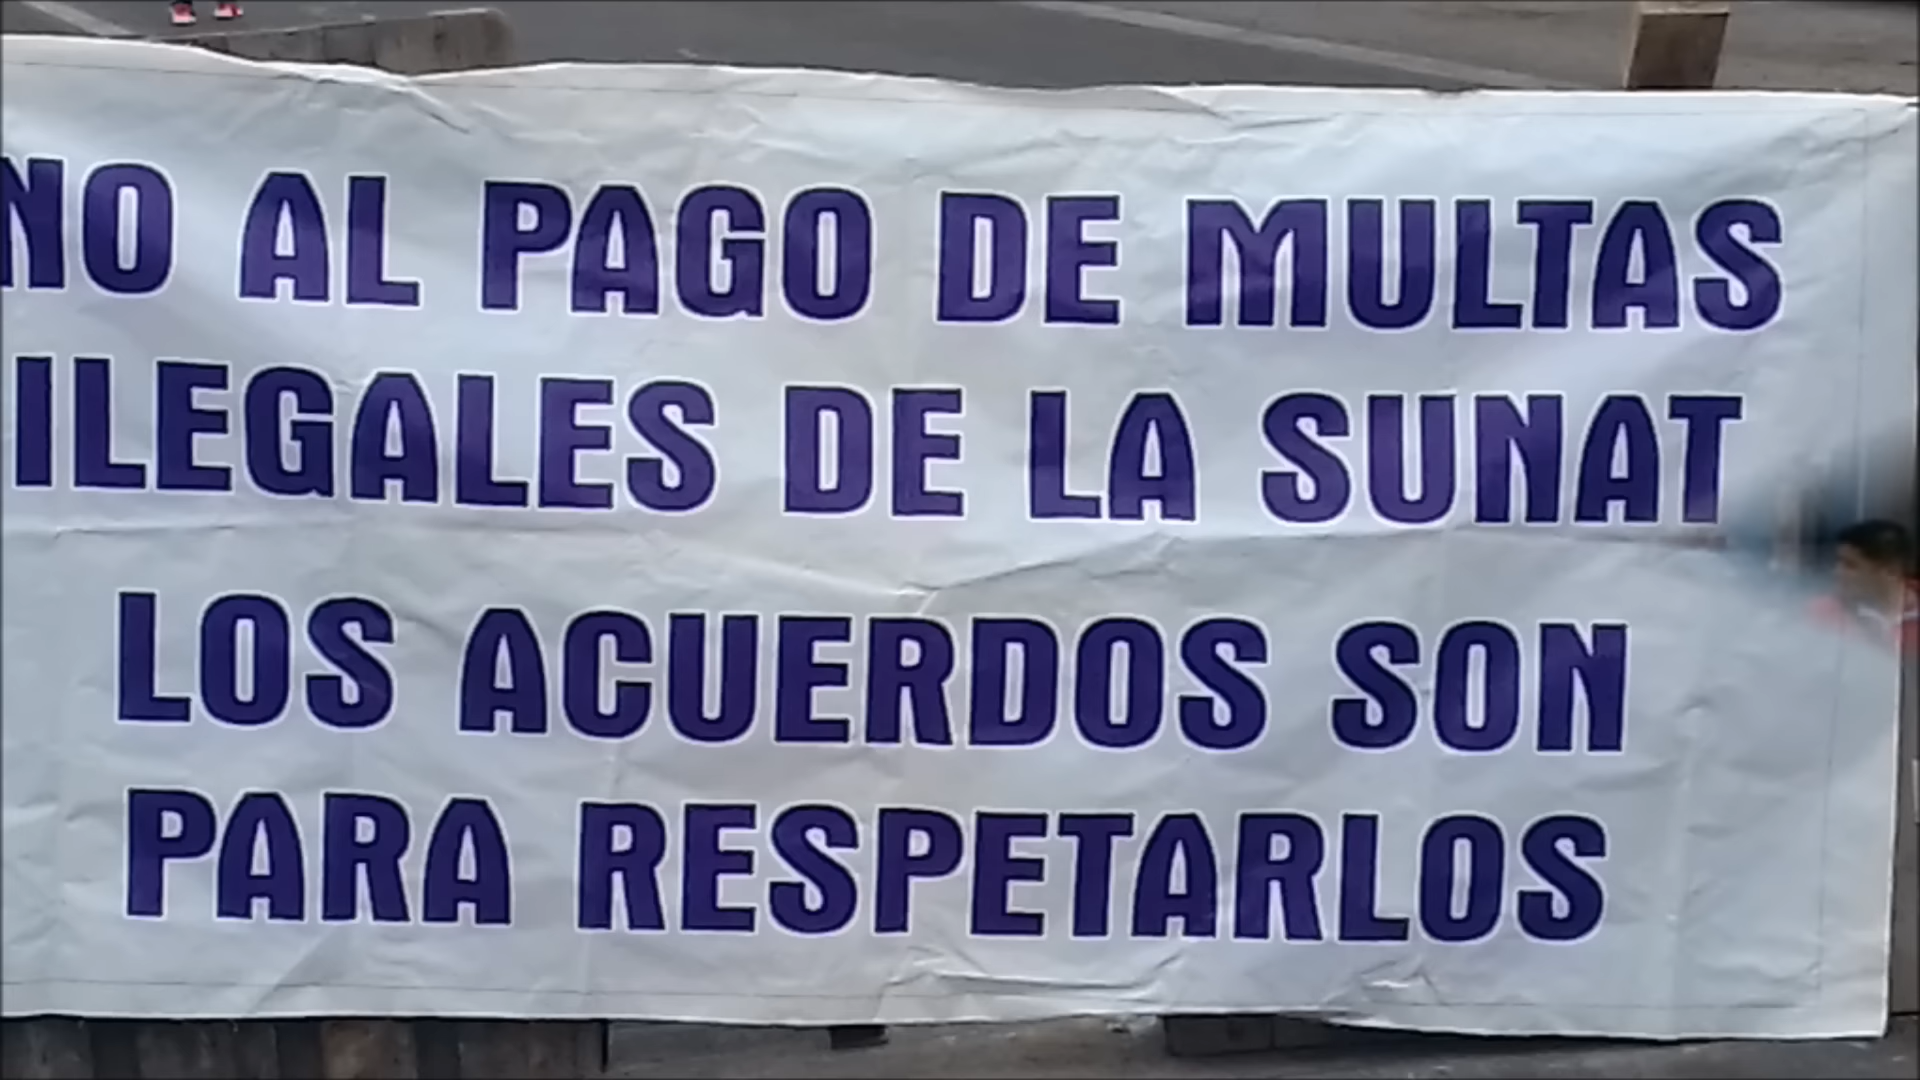 NO AL PAGO DE MULTAS
ILEGALES DE LA SUNAT
LOS ACUERDOS SON
PARA RESPETARLOS